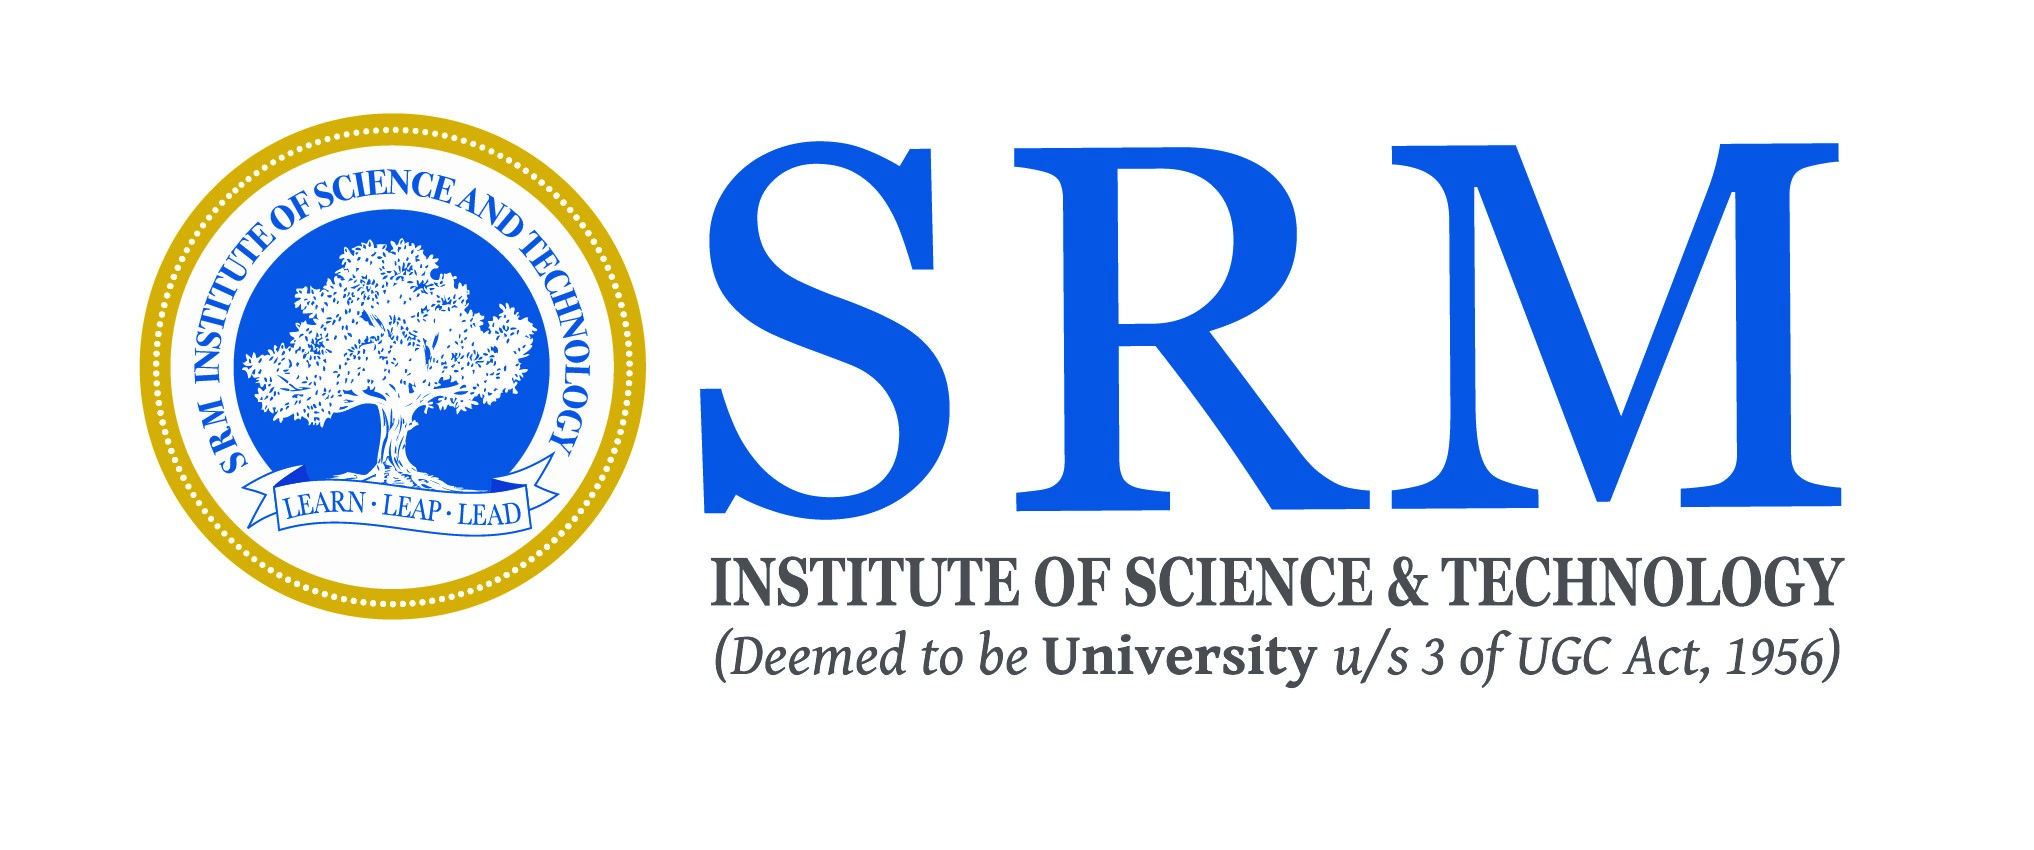 SRM INSTITUTE OF SCIENCE AND TECHNOLOGY
LEARN · LEAP · LEAD
SRM
INSTITUTE OF SCIENCE & TECHNOLOGY
(Deemed to be University u/s 3 of UGC Act, 1956)